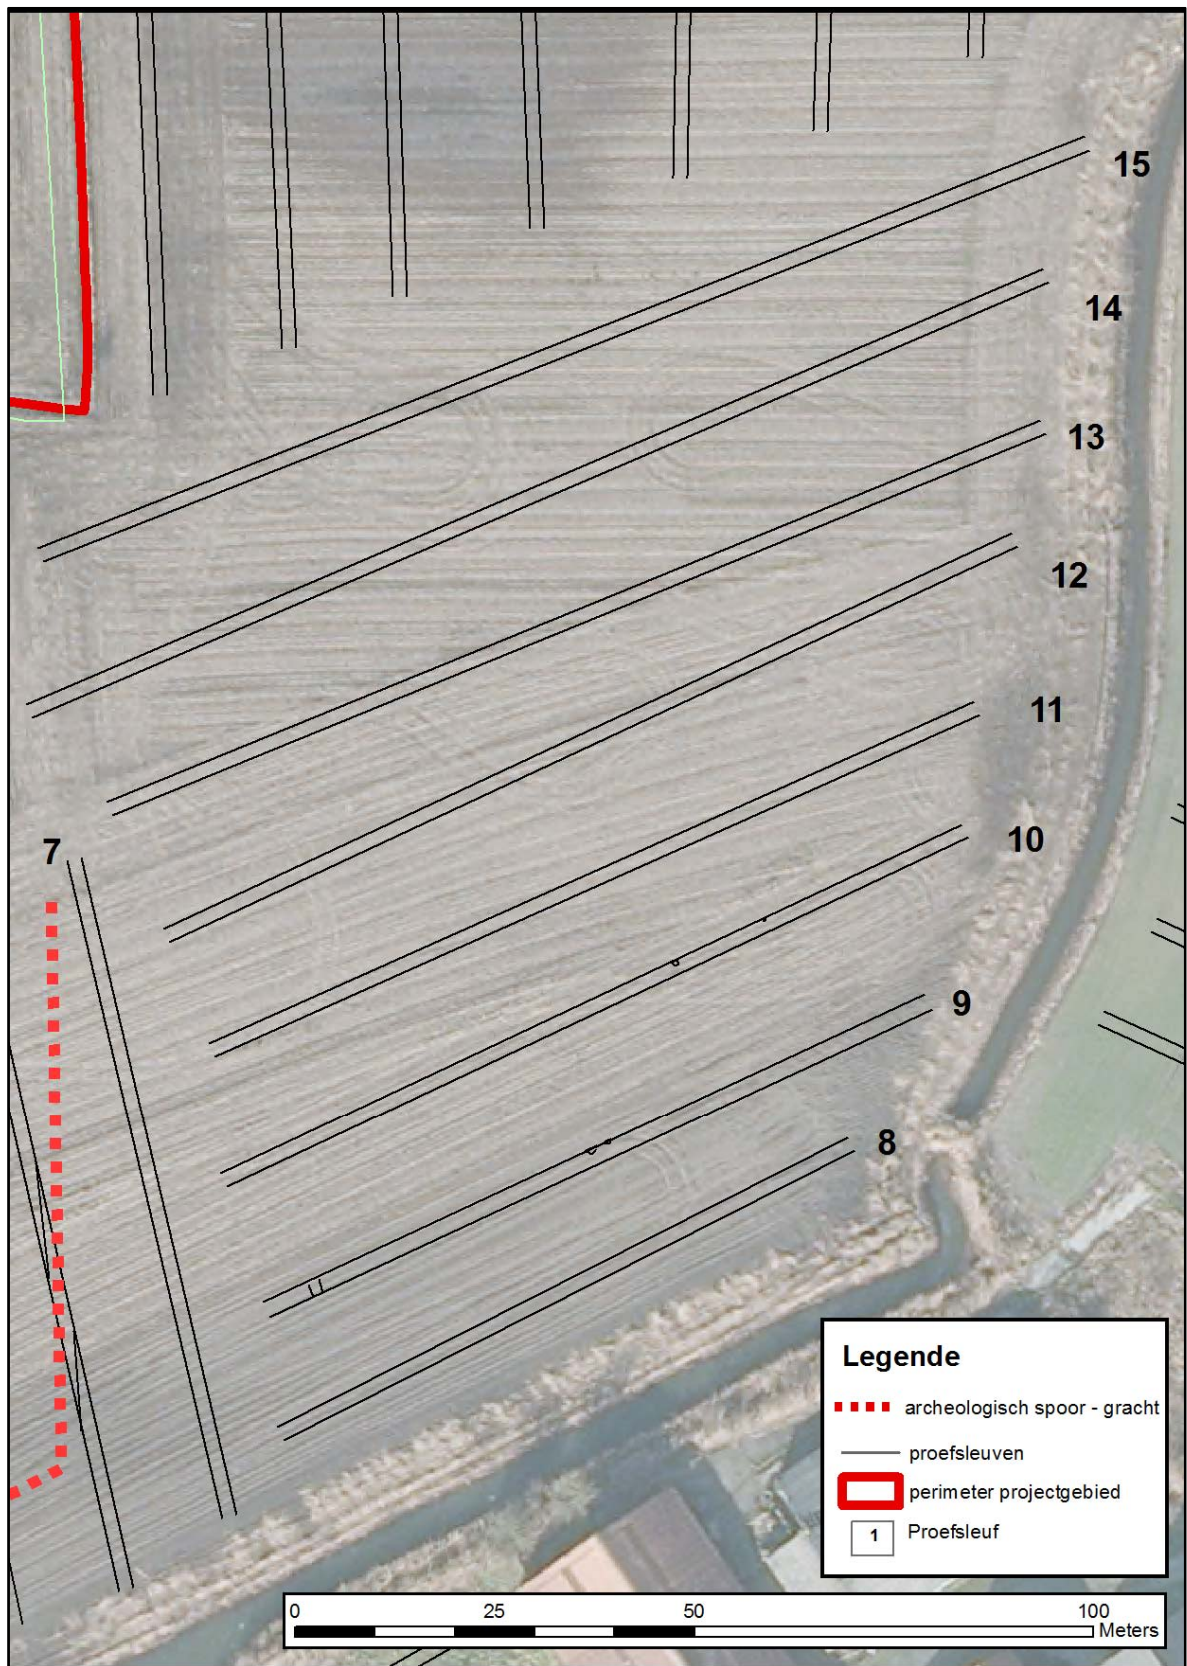 15
14
13
12
11
7
10
9
8
Legende
archeologisch spoor - gracht
proefsleuven
perimeter projectgebied
1 Proefsleuf
0 25 50 100
Meters